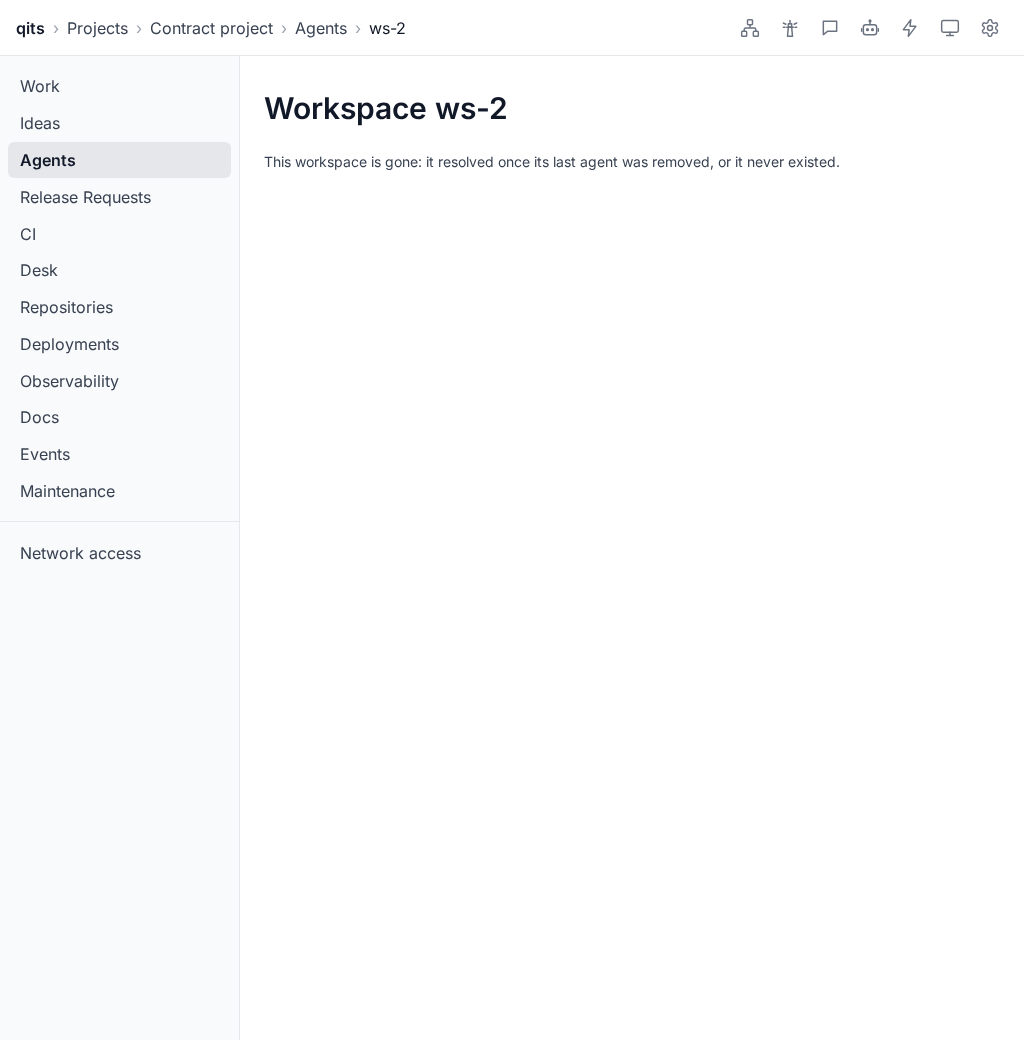 qits › Projects › Contract project › Agents › ws-2
Work
Ideas
Agents
Release Requests
CI
Desk
Repositories
Deployments
Observability
Docs
Events
Maintenance
Network access
Workspace ws-2
This workspace is gone: it resolved once its last agent was removed, or it never existed.